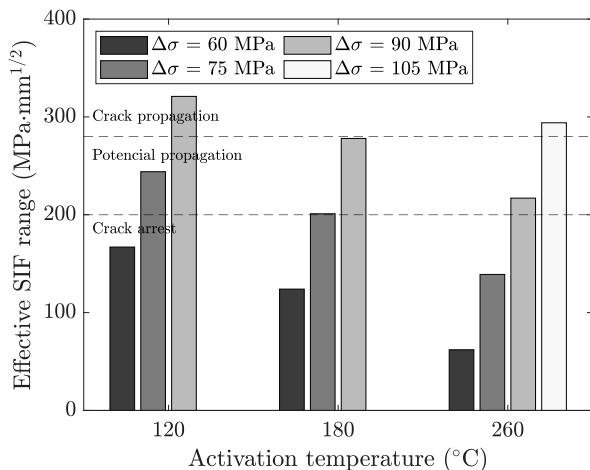 400
300
200
100
0
Effective SIF range (MPa·mm^{1/2})
Δσ = 60 MPa
Δσ = 90 MPa
Δσ = 75 MPa
Δσ = 105 MPa
Crack propagation
Potencial propagation
Crack arrest
120
180
260
Activation temperature (°C)